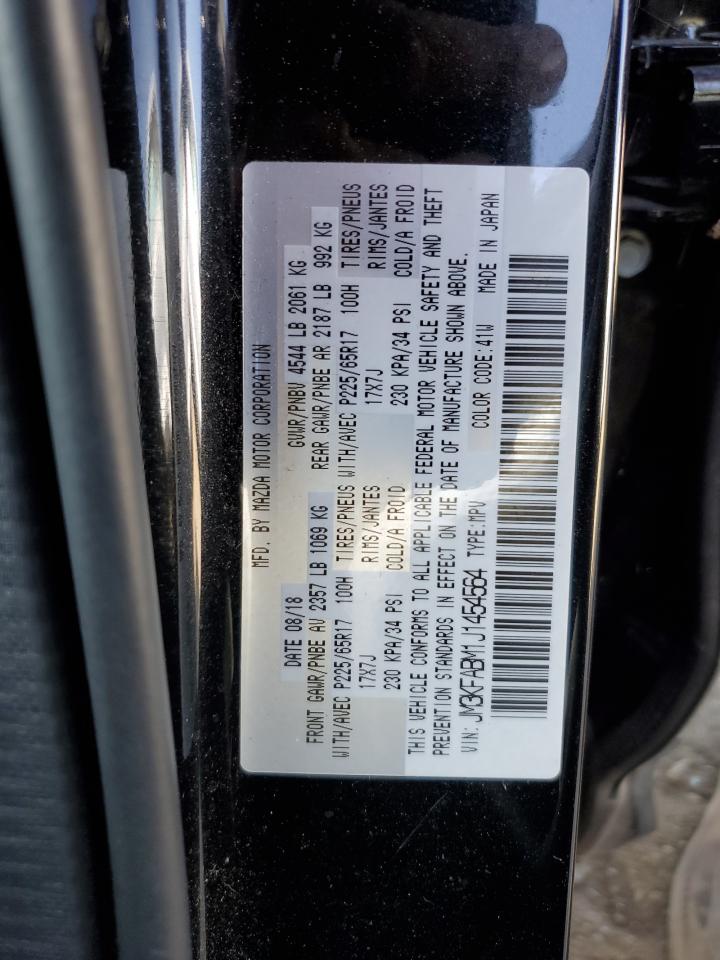 MFD. BY MAZDA MOTOR CORPORATION
DATE 08/18 GVWR/PNBV 4544 LB 2061 KG
FRONT GAWR/PNBE AV 2357 LB 1069 KG REAR GAWR/PNBE AR 2187 LB 992 KG
WITH/AVEC P225/65R17 100H TIRES/PNEUS WITH/AVEC P225/65R17 100H TIRES/PNEUS
17X7J RIMS/JANTES 17X7J RIMS/JANTES
230 KPA/34 PSI COLD/A FROID 230 KPA/34 PSI COLD/A FROID
THIS VEHICLE CONFORMS TO ALL APPLICABLE FEDERAL MOTOR VEHICLE SAFETY AND THEFT
PREVENTION STANDARDS IN EFFECT ON THE DATE OF MANUFACTURE SHOWN ABOVE.
VIN: JM3KFABM1J1454564 TYPE:MPV COLOR CODE:41W MADE IN JAPAN